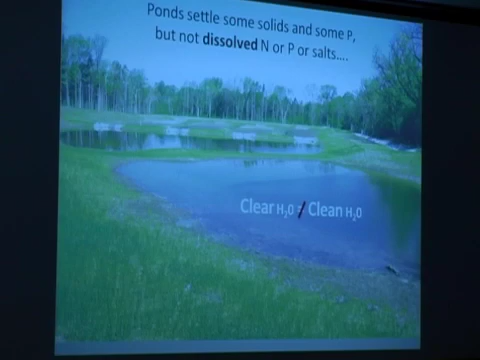 Ponds settle some solids and some P,
but not dissolved N or P or salts....
Clear H₂O ≠ Clean H₂O